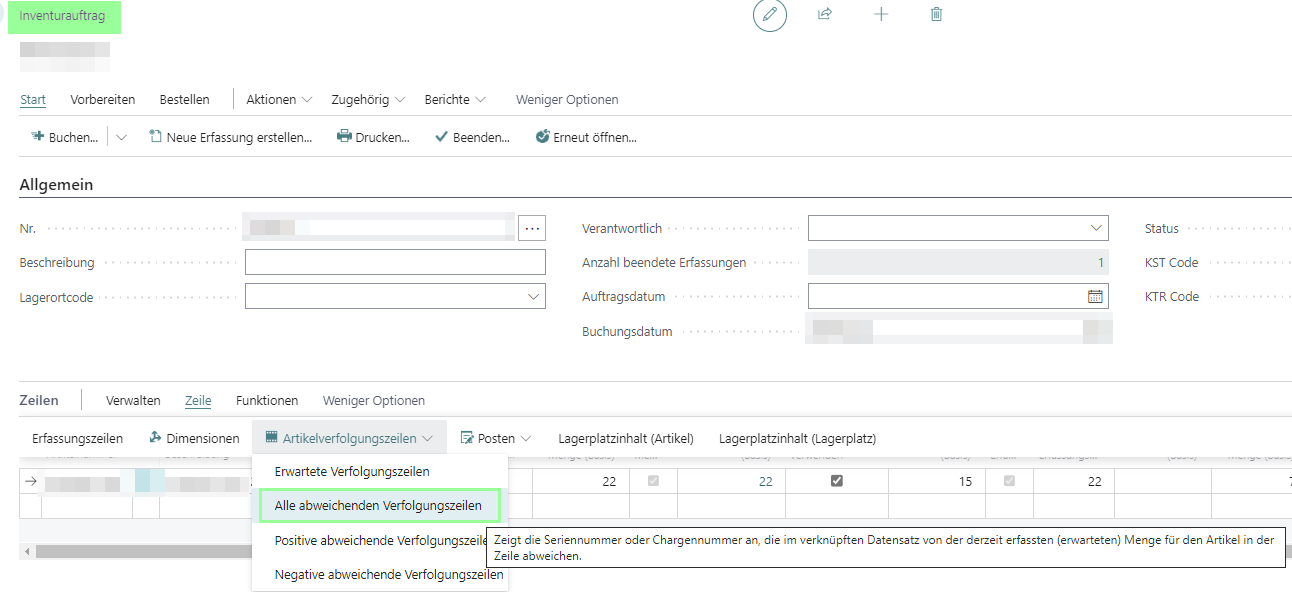 Inventurauftrag
Start Vorbereiten Bestellen Aktionen Zugehörig Berichte Weniger Optionen
Buchen... Neue Erfassung erstellen... Drucken... Beenden... Erneut öffnen...
Allgemein
Nr. ... Verantwortlich Status
Beschreibung Anzahl beendete Erfassungen 1 KST Code
Lagerortcode Auftragsdatum KTR Code
Buchungsdatum
Zeilen Verwalten Zeile Funktionen Weniger Optionen
Erfassungszeilen Dimensionen Artikelverfolgungszeilen Posten Lagerplatzinhalt (Artikel) Lagerplatzinhalt (Lagerplatz)
Erwartete Verfolgungszeilen
22 22 15 22
Alle abweichenden Verfolgungszeilen
Positive abweichende Verfolgungszeile
Zeigt die Seriennummer oder Chargennummer an, die im verknüpften Datensatz von der derzeit erfassten (erwarteten) Menge für den Artikel in der
Zeile abweichen.
Negative abweichende Verfolgungszeilen